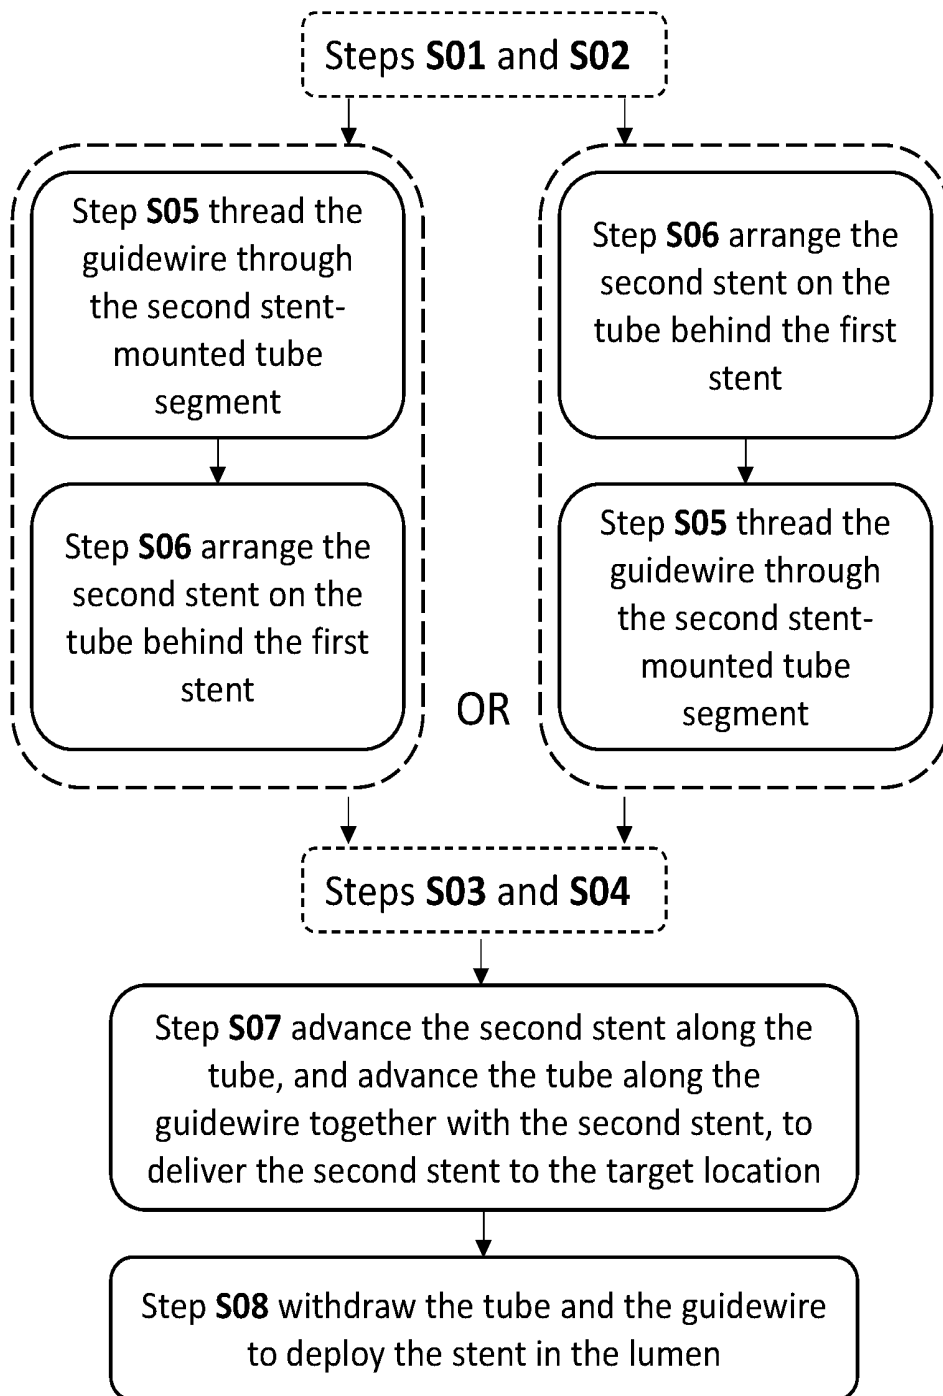 Steps S01 and S02
Step S05 thread the
guidewire through
the second stent-
mounted tube
segment
Step S06 arrange the
second stent on the
tube behind the first
stent
OR
Step S06 arrange the
second stent on the
tube behind the first
stent
Step S05 thread the
guidewire through
the second stent-
mounted tube
segment
Steps S03 and S04
Step S07 advance the second stent along the
tube, and advance the tube along the
guidewire together with the second stent, to
deliver the second stent to the target location
Step S08 withdraw the tube and the guidewire
to deploy the stent in the lumen